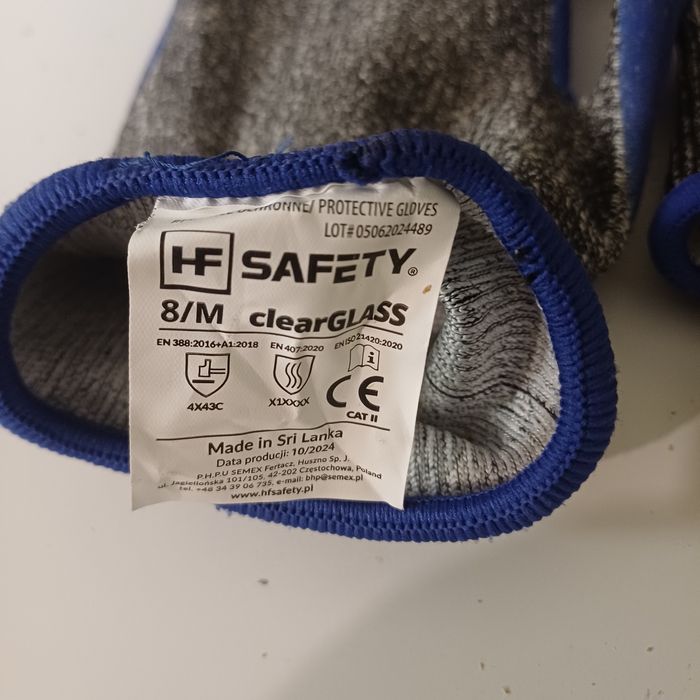 OCHRONNE/ PROTECTIVE GLOVES
LOT# 05062024489
HF SAFETY®
8/M clearGLASS
EN 388:2016+A1:2018 EN 407:2020 EN ISO 21420:2020
i
4X43C X1XXXX CE
CAT II
Made in Sri Lanka
Data producji: 10/2024
P.H.P.U SEMEX Fertacz, Huszno Sp. J.
ul. Jagiellońska 101/105, 42-202 Częstochowa, Poland
tel. +48 34 39 06 735, e-mail: bhp@semex.pl
www.hfsafety.pl